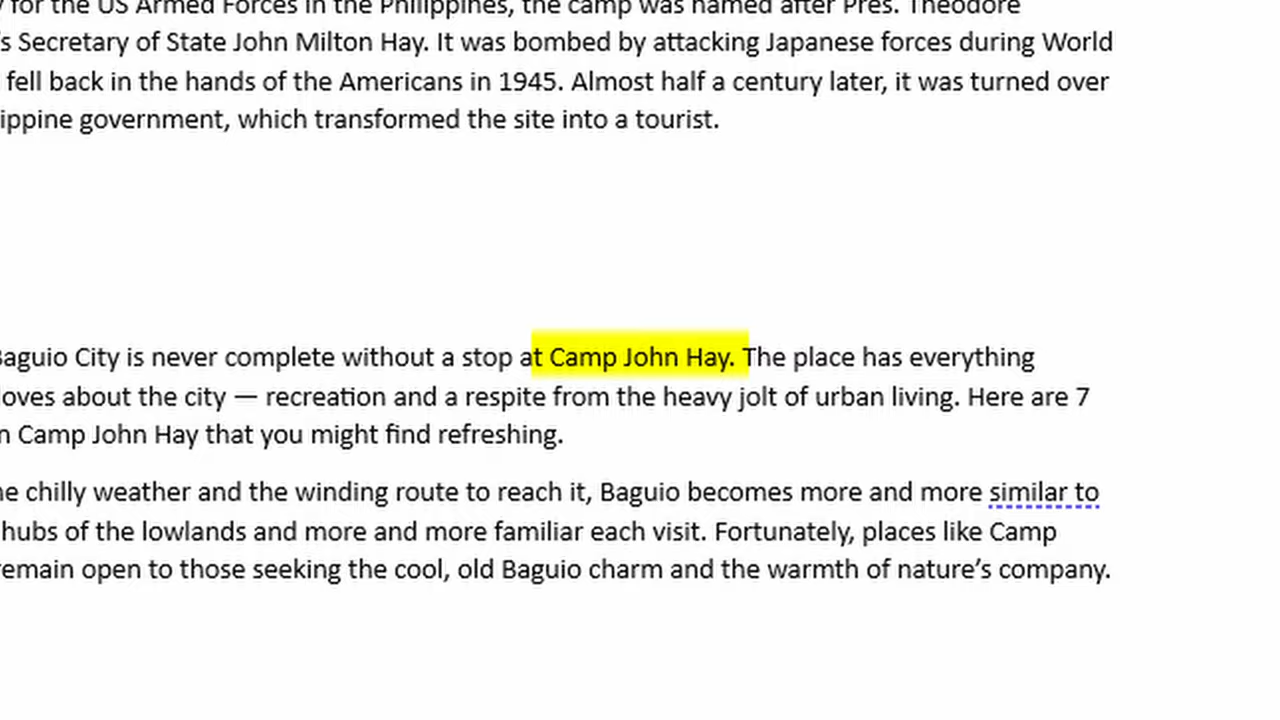 for the US Armed Forces in the Philippines, the camp was named after Pres. Theodore
's Secretary of State John Milton Hay. It was bombed by attacking Japanese forces during World
fell back in the hands of the Americans in 1945. Almost half a century later, it was turned over
ippine government, which transformed the site into a tourist.
Baguio City is never complete without a stop at Camp John Hay. The place has everything
oves about the city — recreation and a respite from the heavy jolt of urban living. Here are 7
n Camp John Hay that you might find refreshing.
he chilly weather and the winding route to reach it, Baguio becomes more and more similar to
hubs of the lowlands and more and more familiar each visit. Fortunately, places like Camp
remain open to those seeking the cool, old Baguio charm and the warmth of nature’s company.